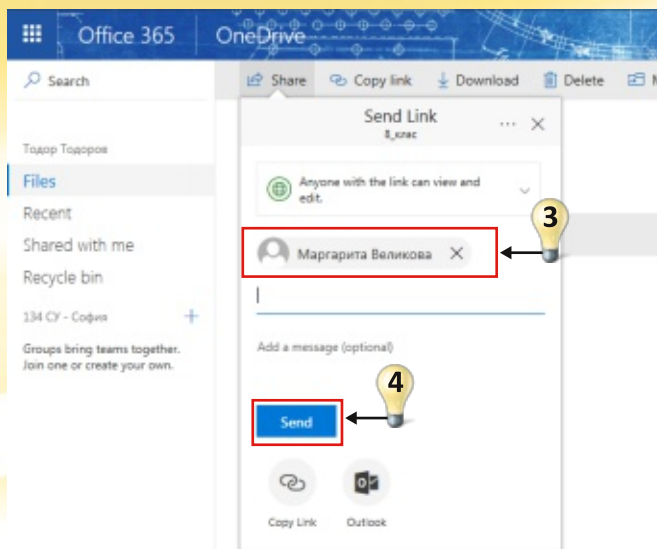 Office 365 OneDrive
Search
Share Copy link Download Delete
Send Link
8_клас
Тодор Тодоров
Files
Recent
Shared with me
Recycle bin
134 СУ - София
Groups bring teams together.
Join one or create your own.
Anyone with the link can view and
edit.
3
Маргарита Великова
Add a message (optional)
4
Send
Copy Link Outlook